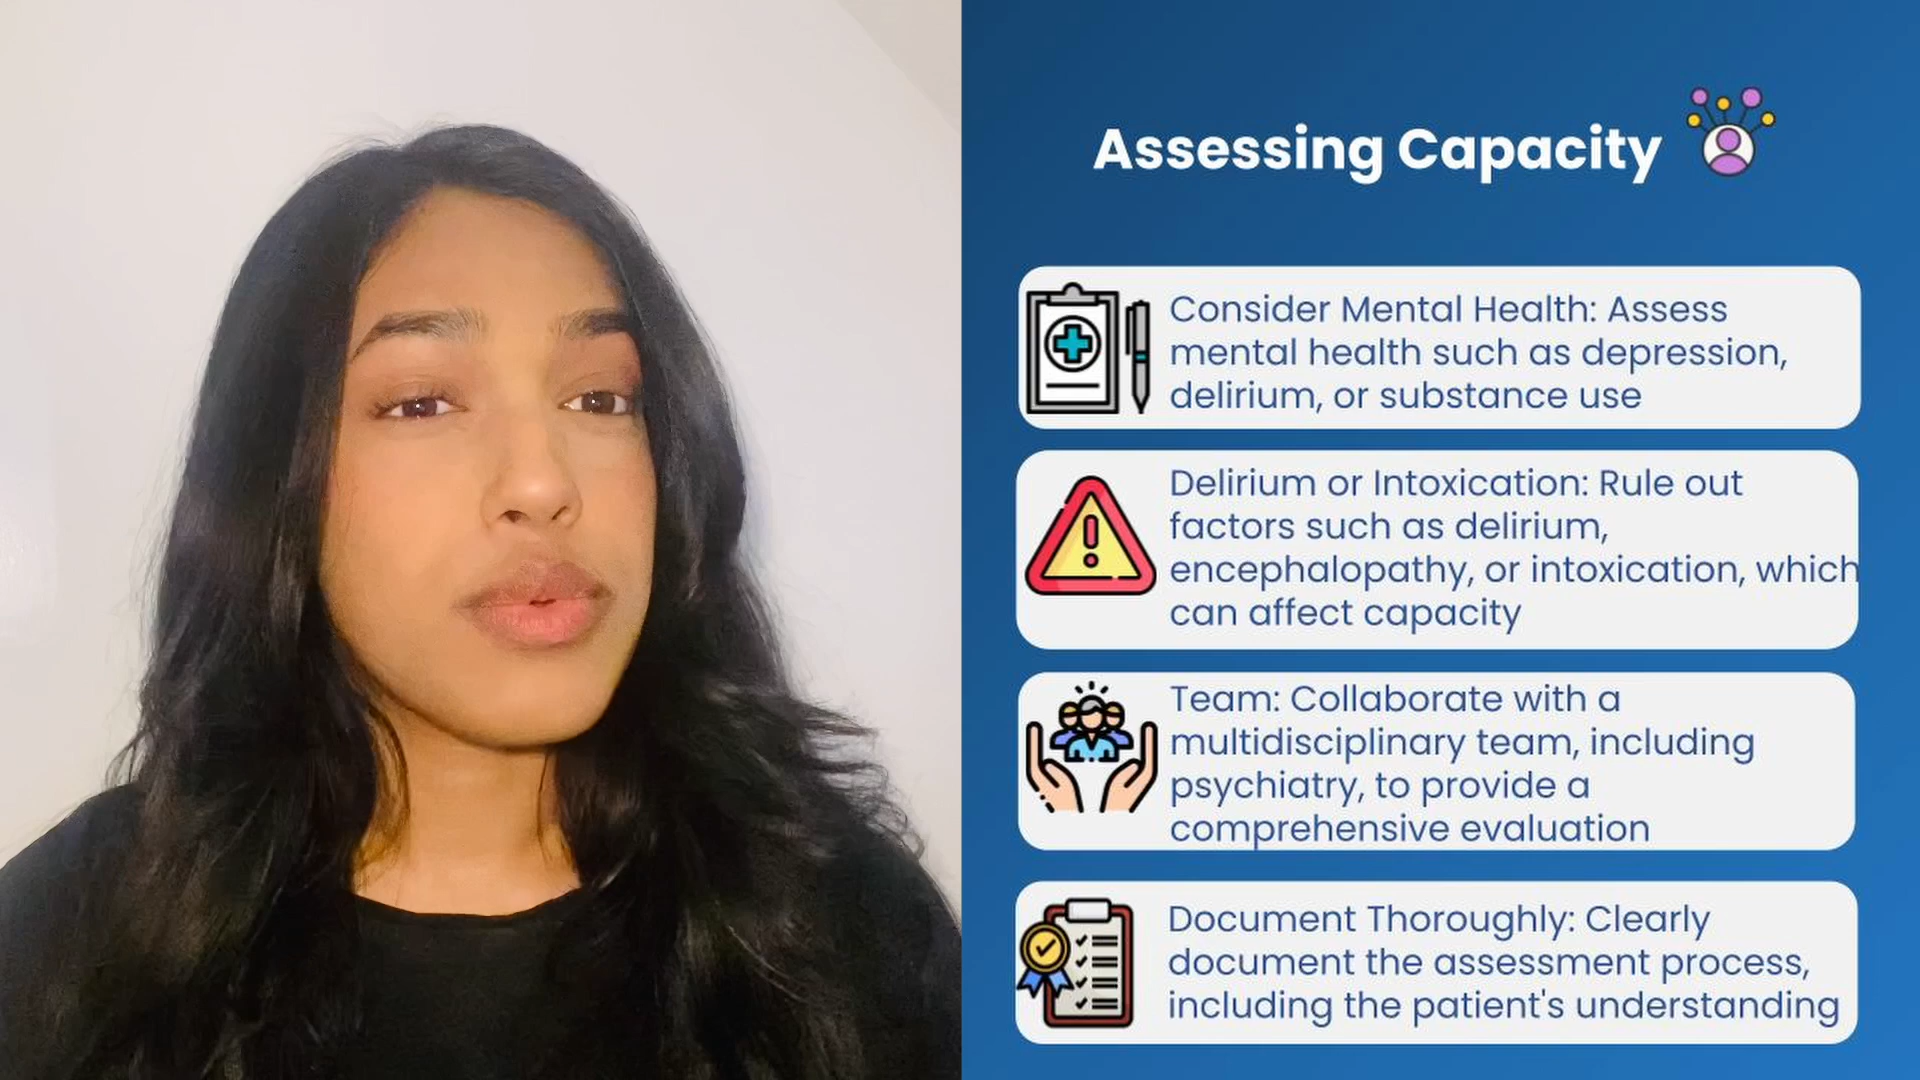 Assessing Capacity
Consider Mental Health: Assess
mental health such as depression,
delirium, or substance use
Delirium or Intoxication: Rule out
factors such as delirium,
encephalopathy, or intoxication, which
can affect capacity
Team: Collaborate with a
multidisciplinary team, including
psychiatry, to provide a
comprehensive evaluation
Document Thoroughly: Clearly
document the assessment process,
including the patient's understanding